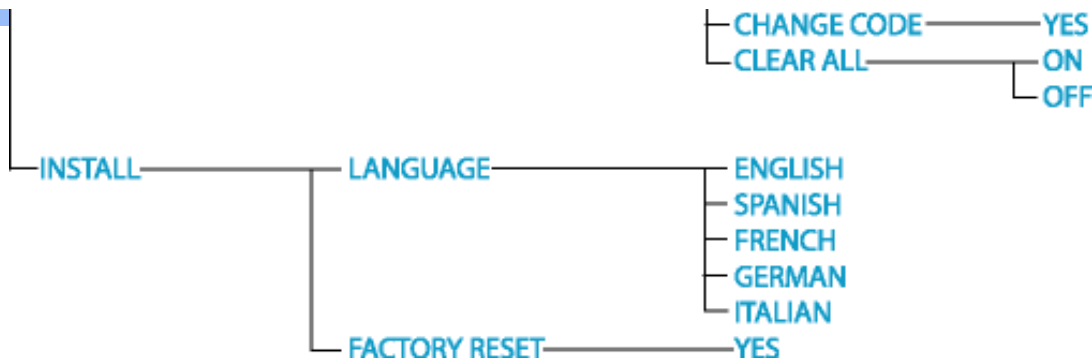 CHANGE CODE YES
CLEAR ALL ON
OFF
INSTALL LANGUAGE ENGLISH
SPANISH
FRENCH
GERMAN
ITALIAN
FACTORY RESET YES